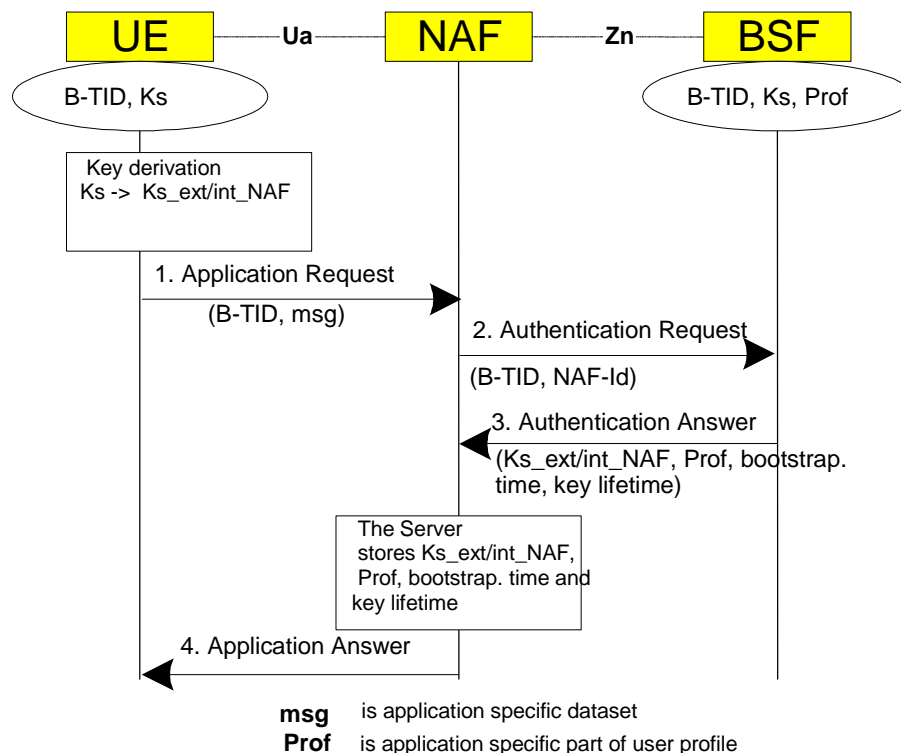 UE Ua NAF Zn BSF
B-TID, Ks
B-TID, Ks, Prof
Key derivation
Ks -> Ks_ext/int_NAF
1. Application Request
(B-TID, msg)
2. Authentication Request
(B-TID, NAF-Id)
3. Authentication Answer
(Ks_ext/int_NAF, Prof, bootstrap.
time, key lifetime)
The Server
stores Ks_ext/int_NAF,
Prof, bootstrap. time and
key lifetime
4. Application Answer
msg is application specific dataset
Prof is application specific part of user profile